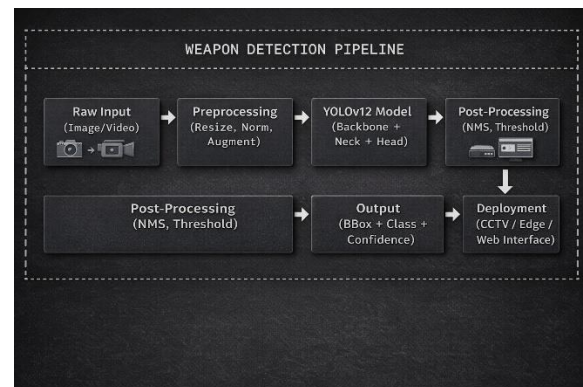 WEAPON DETECTION PIPELINE
Raw Input
(Image/Video)
Preprocessing
(Resize, Norm,
Augment)
YOLOv12 Model
(Backbone +
Neck + Head)
Post-Processing
(NMS, Threshold)
Post-Processing
(NMS, Threshold)
Output
(BBox + Class +
Confidence)
Deployment
(CCTV / Edge /
Web Interface)